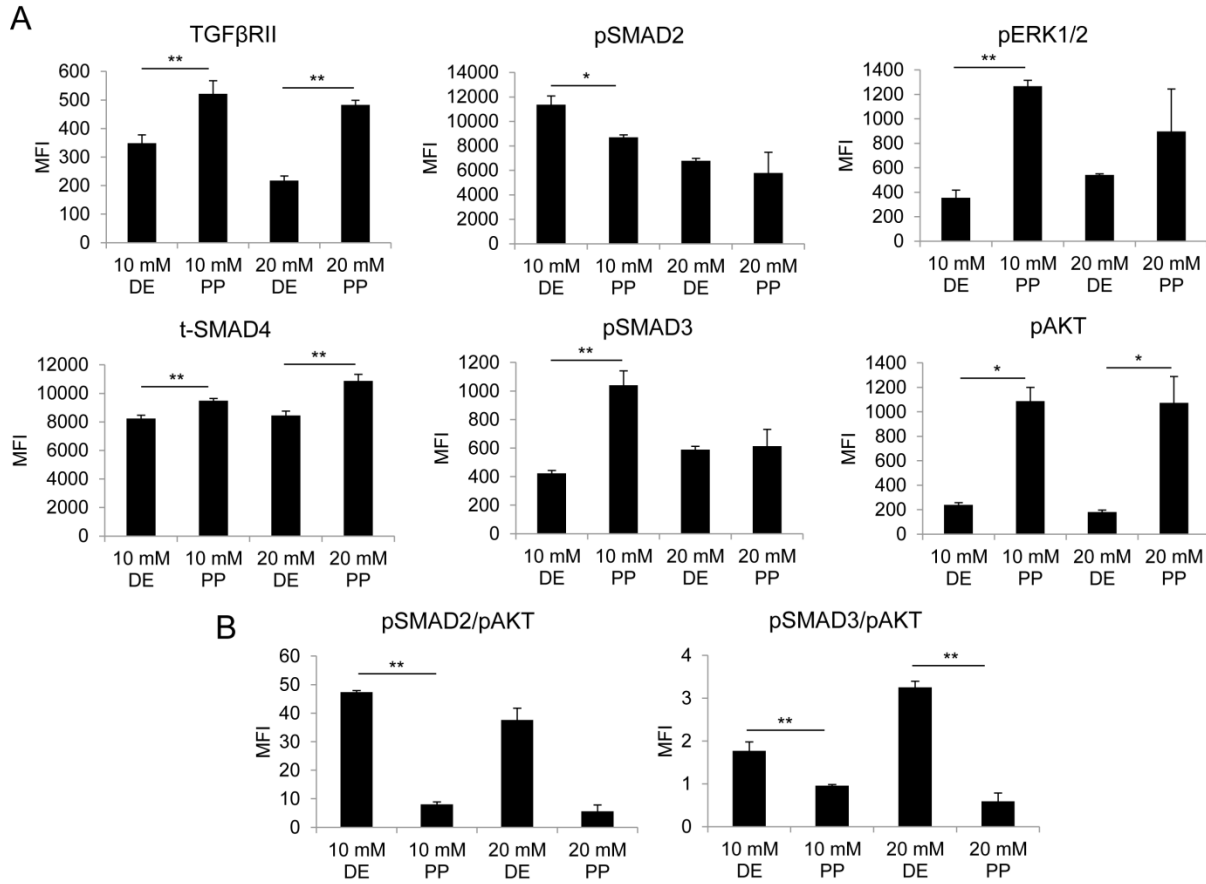 A
TGFβRII
**
**
600
500
400
300
200
100
0
MFI
10 mM 10 mM 20 mM 20 mM
DE PP DE PP
pSMAD2
*
14000
12000
10000
8000
6000
4000
2000
0
MFI
10 mM 10 mM 20 mM 20 mM
DE PP DE PP
pERK1/2
**
1400
1200
1000
800
600
400
200
0
MFI
10 mM 10 mM 20 mM 20 mM
DE PP DE PP
t-SMAD4
**
**
12000
10000
8000
6000
4000
2000
0
MFI
10 mM 10 mM 20 mM 20 mM
DE PP DE PP
pSMAD3
**
1200
1000
800
600
400
200
0
MFI
10 mM 10 mM 20 mM 20 mM
DE PP DE PP
pAKT
*
*
1400
1200
1000
800
600
400
200
0
MFI
10 mM 10 mM 20 mM 20 mM
DE PP DE PP
B
pSMAD2/pAKT
**
60
50
40
30
20
10
0
MFI
10 mM 10 mM 20 mM 20 mM
DE PP DE PP
pSMAD3/pAKT
**
**
4
3
2
1
0
MFI
10 mM 10 mM 20 mM 20 mM
DE PP DE PP